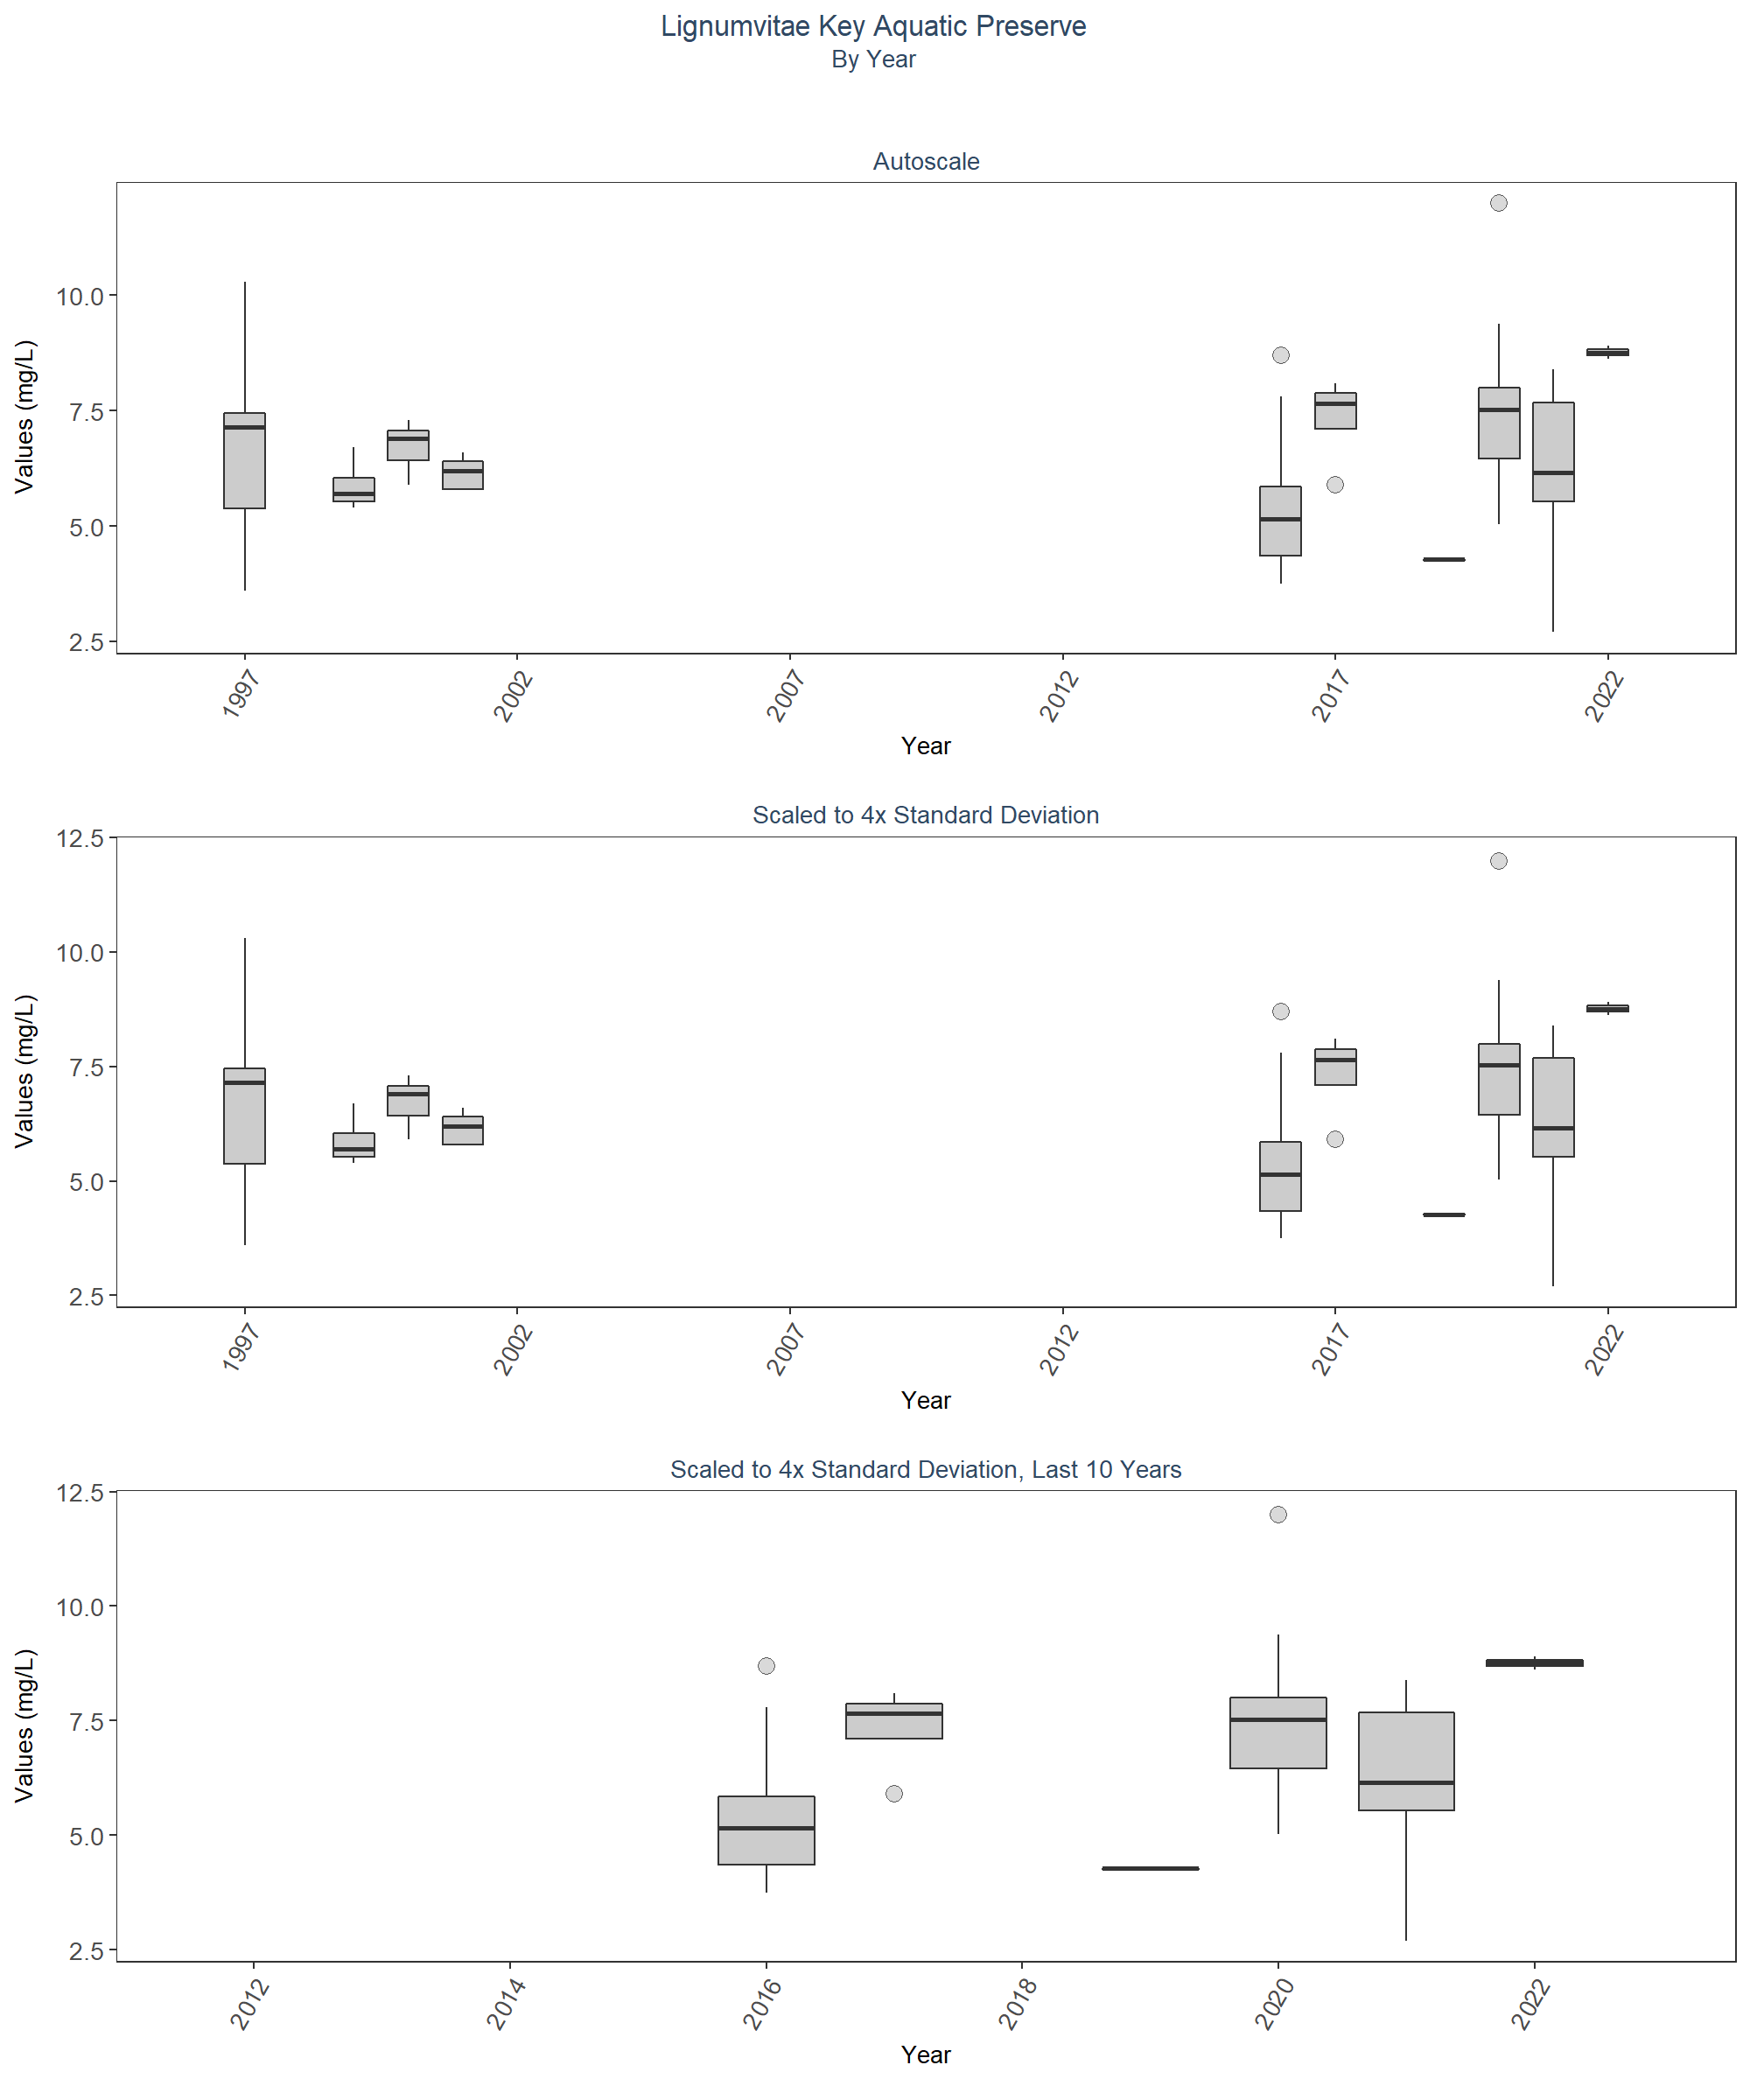 Lignumvitae Key Aquatic Preserve
By Year
Autoscale
Values (mg/L)
10.0
7.5
5.0
2.5
1997
2002
2007
2012
2017
2022
Year
Scaled to 4x Standard Deviation
Values (mg/L)
12.5
10.0
7.5
5.0
2.5
1997
2002
2007
2012
2017
2022
Year
Scaled to 4x Standard Deviation, Last 10 Years
Values (mg/L)
12.5
10.0
7.5
5.0
2.5
2012
2014
2016
2018
2020
2022
Year